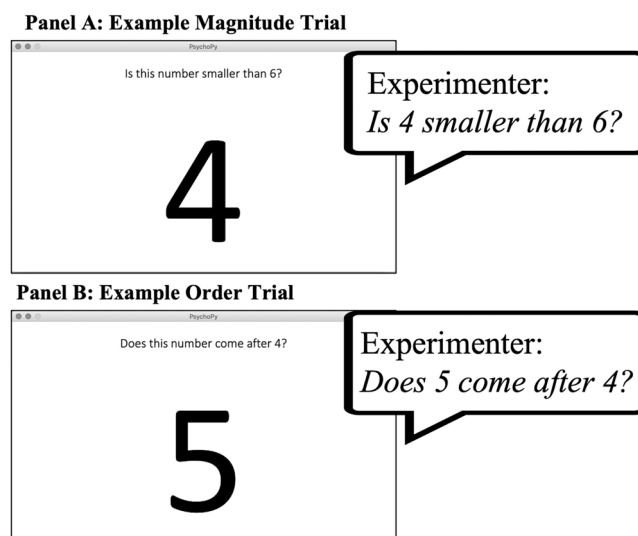 Panel A: Example Magnitude Trial
PsychoPy
Is this number smaller than 6?
Experimenter:
Is 4 smaller than 6?
4
Panel B: Example Order Trial
PsychoPy
Does this number come after 4?
Experimenter:
Does 5 come after 4?
5